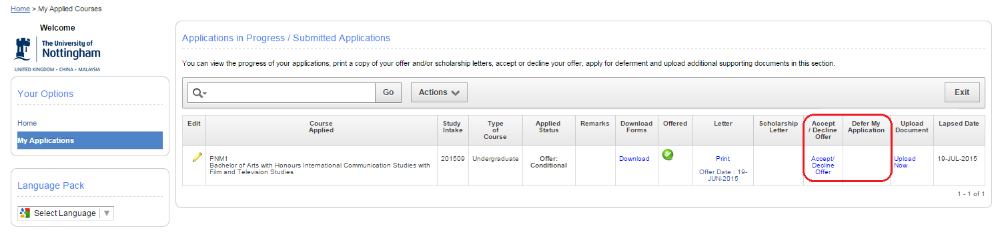 Home > My Applied Courses
Welcome
The University of
Nottingham
UNITED KINGDOM · CHINA · MALAYSIA
Your Options
Home
My Applications
Language Pack
Select Language
Applications in Progress / Submitted Applications
You can view the progress of your applications, print a copy of your offer and/or scholarship letters, accept or decline your offer, apply for deferment and upload additional supporting documents in this section.
Go
Actions
Exit
Edit
Course
Applied
Study
Intake
Type
of
Course
Applied
Status
Remarks
Download
Forms
Offered
Letter
Scholarship
Letter
Accept
/ Decline
Offer
Defer My
Application
Upload
Document
Lapsed Date
PNM1
Bachelor of Arts with Honours International Communication Studies with
Film and Television Studies
201509
Undergraduate
Offer:
Conditional
Download
Print
Offer Date : 19-
JUN-2015
Accept/
Decline
Offer
Upload
Now
19-JUL-2015
1 - 1 of 1